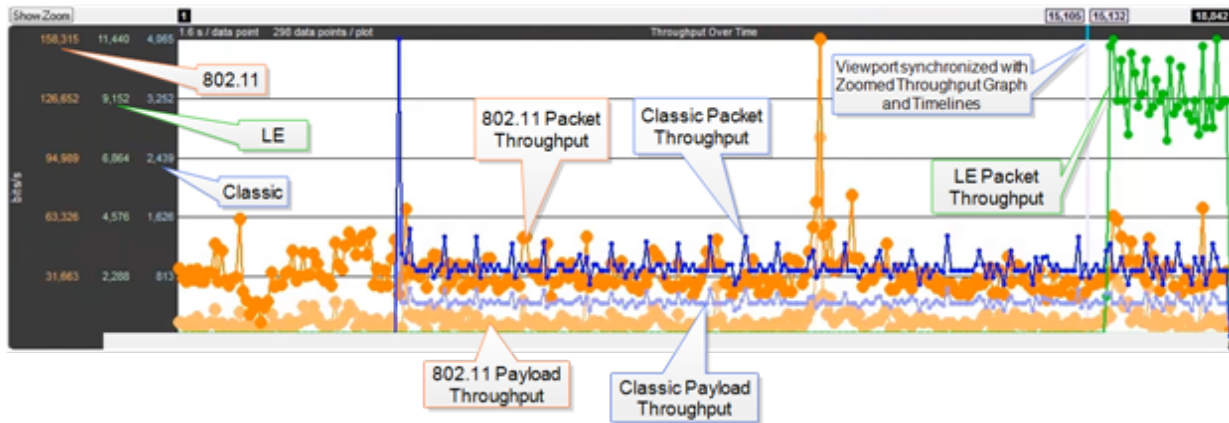 Show Zoom
1
15,105
15,132
18,842
158,315 11,440 4,065
1.6 s / data point 298 data points / plot
Throughput Over Time
802.11
126,652 9,152 3,252
LE
94,989 6,864 2,439
Classic
bits/s
63,326 4,576 1,626
31,663 2,288 813
802.11 Packet
Throughput
Classic Packet
Throughput
Viewport synchronized with
Zoomed Throughput Graph
and Timelines
LE Packet
Throughput
802.11 Payload
Throughput
Classic Payload
Throughput